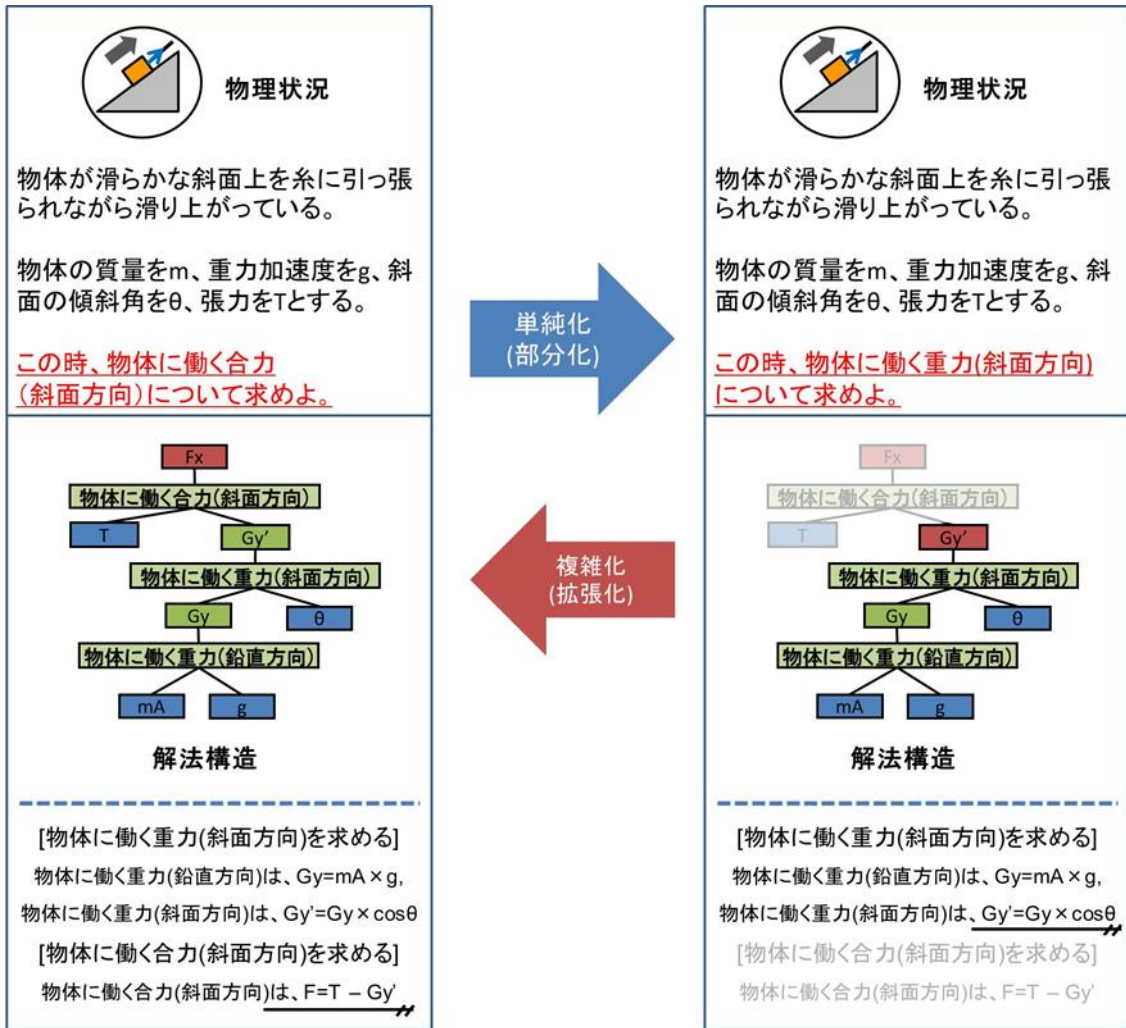 物理状況
物体が滑らかな斜面上を糸に引っ張
られながら滑り上がっている。
物体の質量をm、重力加速度をg、斜
面の傾斜角をθ、張力をTとする。
この時、物体に働く合力
（斜面方向）について求めよ。
Fx
物体に働く合力(斜面方向)
T
Gy’
物体に働く重力(斜面方向)
Gy
θ
物体に働く重力(鉛直方向)
mA
g
解法構造
[物体に働く重力(斜面方向)を求める]
物体に働く重力(鉛直方向)は、Gy=mA×g,
物体に働く重力(斜面方向)は、Gy’=Gy×cosθ
[物体に働く合力(斜面方向)を求める]
物体に働く合力(斜面方向)は、F=T – Gy’
単純化
(部分化)
複雑化
(拡張化)
物理状況
物体が滑らかな斜面上を糸に引っ張
られながら滑り上がっている。
物体の質量をm、重力加速度をg、斜
面の傾斜角をθ、張力をTとする。
この時、物体に働く重力(斜面方向)
について求めよ。
Fx
物体に働く合力(斜面方向)
T
Gy’
物体に働く重力(斜面方向)
Gy
θ
物体に働く重力(鉛直方向)
mA
g
解法構造
[物体に働く重力(斜面方向)を求める]
物体に働く重力(鉛直方向)は、Gy=mA×g,
物体に働く重力(斜面方向)は、Gy’=Gy×cosθ
[物体に働く合力(斜面方向)を求める]
物体に働く合力(斜面方向)は、F=T – Gy’